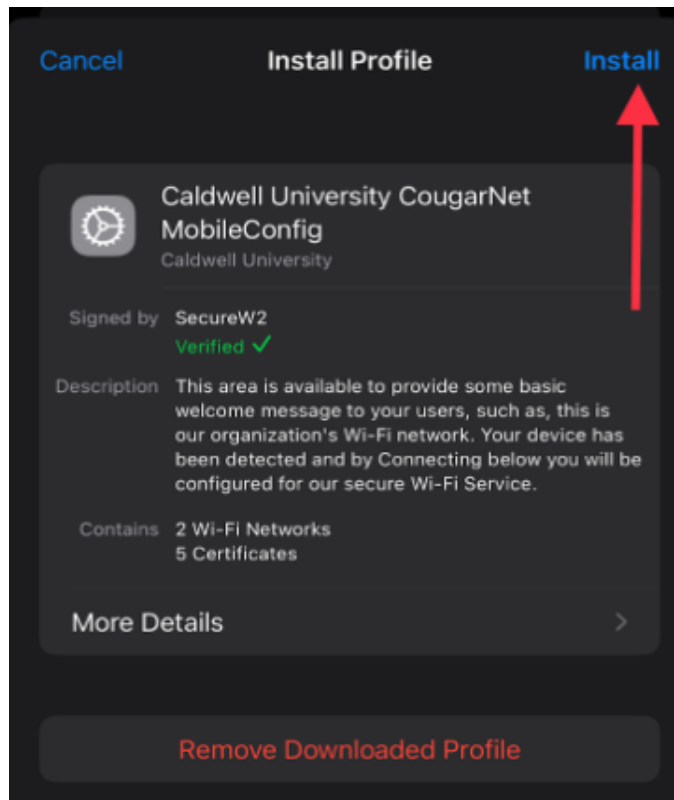 Cancel Install Profile Install
Caldwell University CougarNet
MobileConfig
Caldwell University
Signed by SecureW2
Verified ✓
Description This area is available to provide some basic
welcome message to your users, such as, this is
our organization's Wi-Fi network. Your device has
been detected and by Connecting below you will be
configured for our secure Wi-Fi Service.
Contains 2 Wi-Fi Networks
5 Certificates
More Details
Remove Downloaded Profile